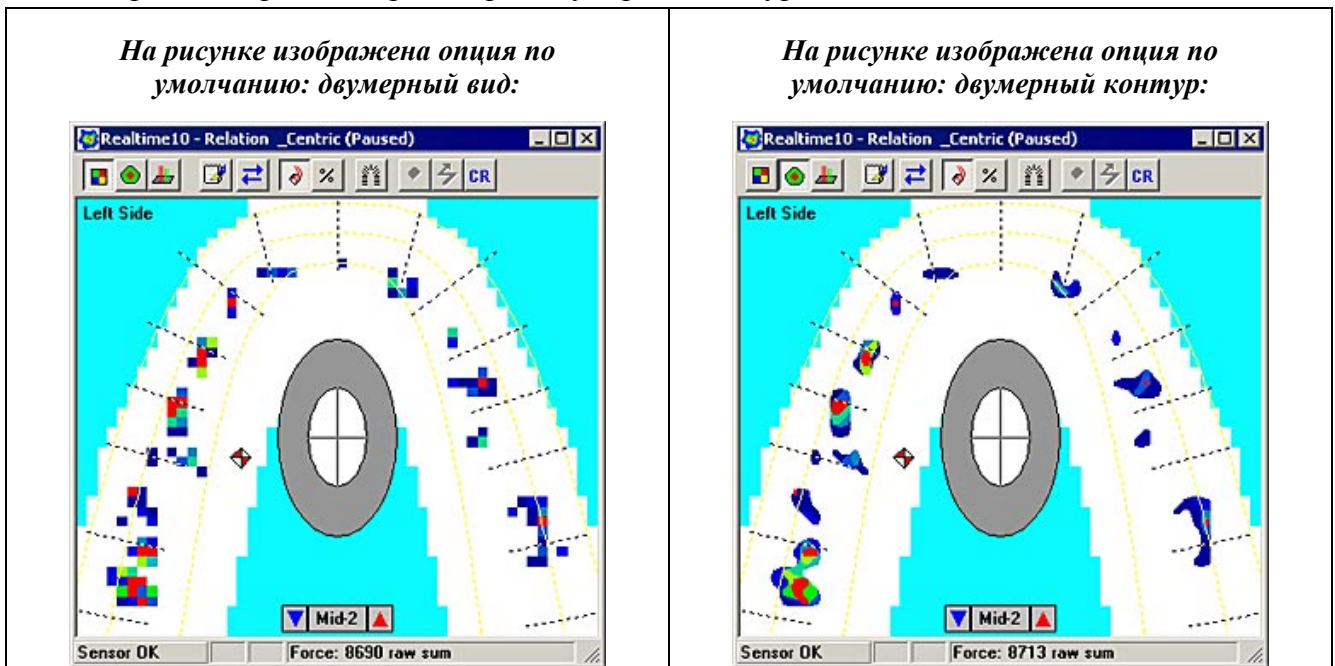 На рисунке изображена опция по
умолчанию: двумерный вид:
Realtime10 - Relation _Centric (Paused)
% CR
Left Side
Mid-2
Sensor OK
Force: 8690 raw sum
На рисунке изображена опция по
умолчанию: двумерный контур:
Realtime10 - Relation _Centric (Paused)
% CR
Left Side
Mid-2
Sensor OK
Force: 8713 raw sum